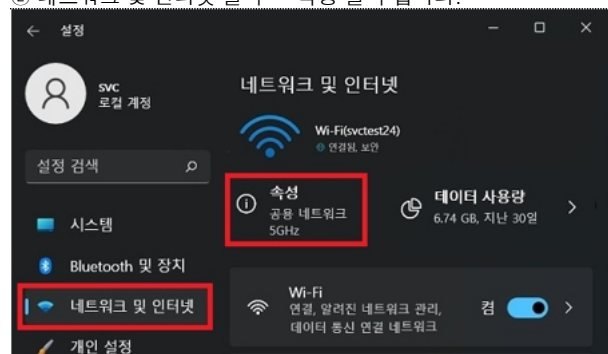 ← 설정
svc
로컬 계정
설정 검색
시스템
Bluetooth 및 장치
네트워크 및 인터넷
개인 설정
네트워크 및 인터넷
Wi-Fi(svctest24)
연결됨, 보안
속성
공용 네트워크
5GHz
데이터 사용량
6.74 GB, 지난 30일
Wi-Fi
연결, 알려진 네트워크 관리,
데이터 통신 연결 네트워크
켬